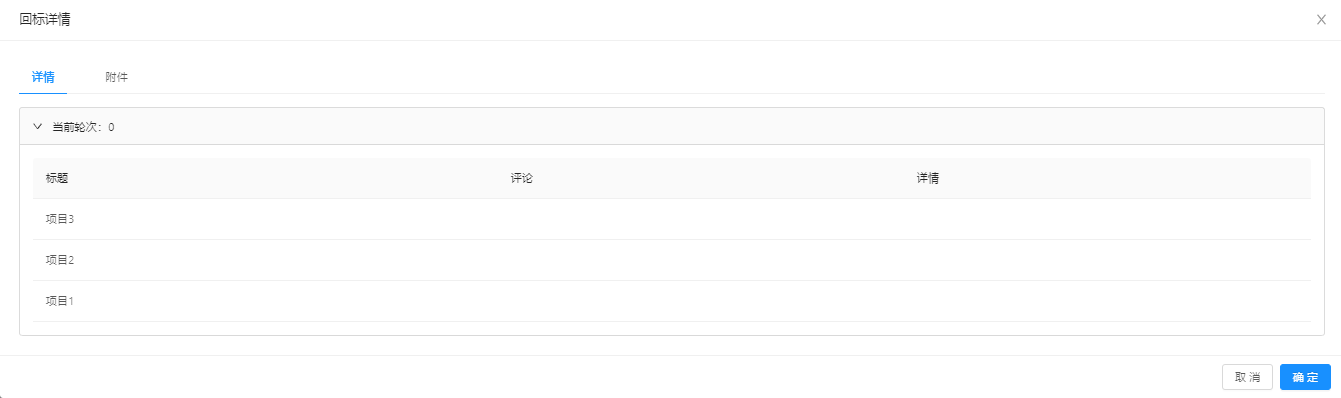 回标详情
详情 附件
当前轮次：0
标题 评论 详情
项目3
项目2
项目1
取 消 确 定